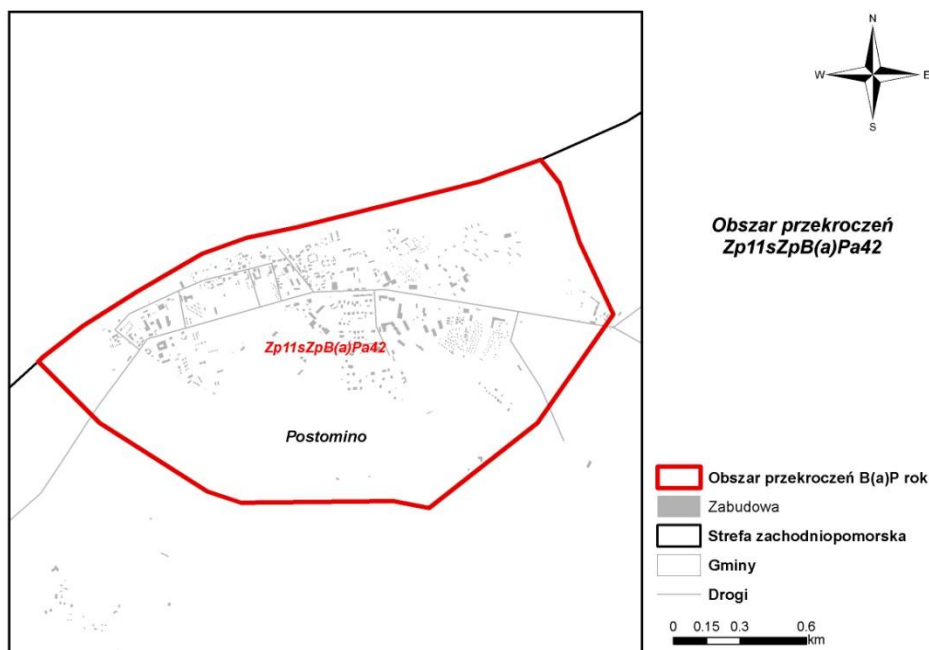 N
W E
S
Obszar przekroczeń
Zp11sZpB(a)Pa42
Zp11sZpB(a)Pa42
Postomino
Obszar przekroczeń B(a)P rok
Zabudowa
Strefa zachodniopomorska
Gminy
Drogi
0 0.15 0.3 0.6
km